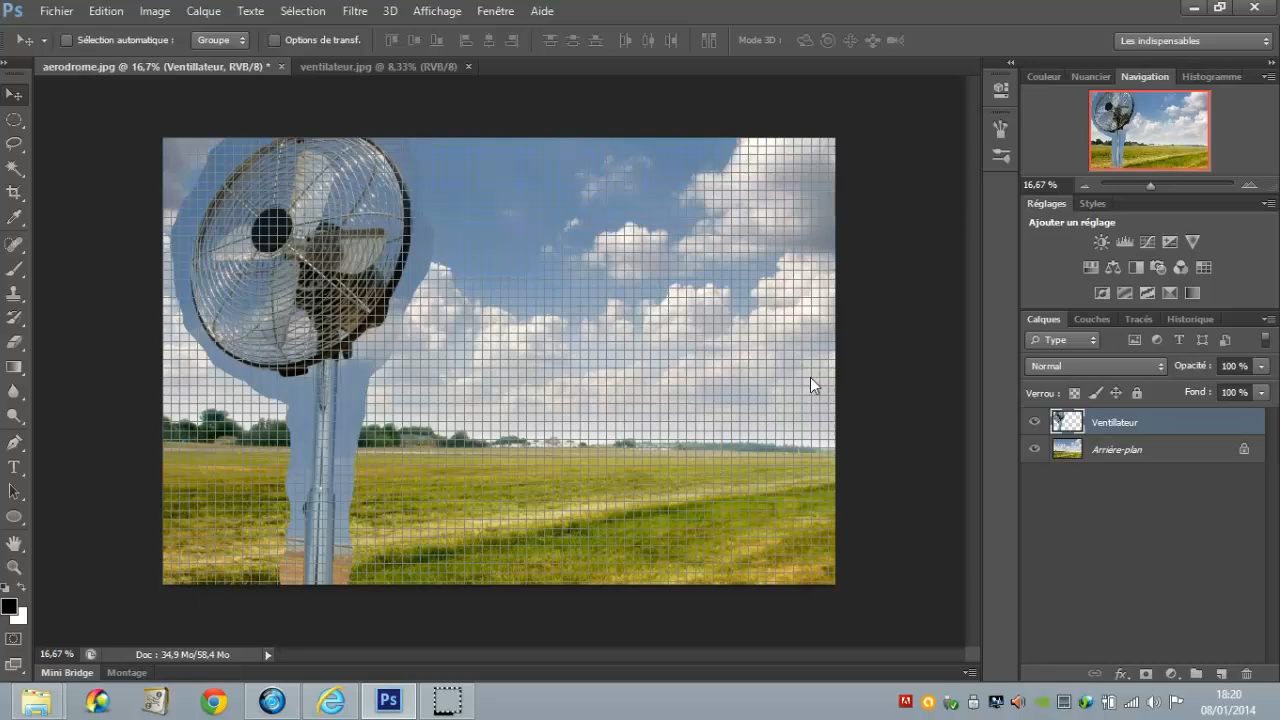 Ps Fichier Edition Image Calque Texte Sélection Filtre 3D Affichage Fenêtre Aide
Sélection automatique : Groupe Options de transf. Mode 3D : Les indispensables
aerodrome.jpg @ 16,7% (Ventilateur, RVB/8) * × ventilateur.jpg @ 8,33% (RVB/8) ×
Couleur Nuancier Navigation Histogramme
16,67 %
Réglages Styles
Ajouter un réglage
Calques Couches Tracés Historique
Type
Normal Opacité : 100 %
Verrou : Fond : 100 %
Ventilateur
Arrière-plan
T
fx
16,67 % Doc : 34,9 Mo/58,4 Mo
Mini Bridge Montage
Ps
18:20
08/01/2014